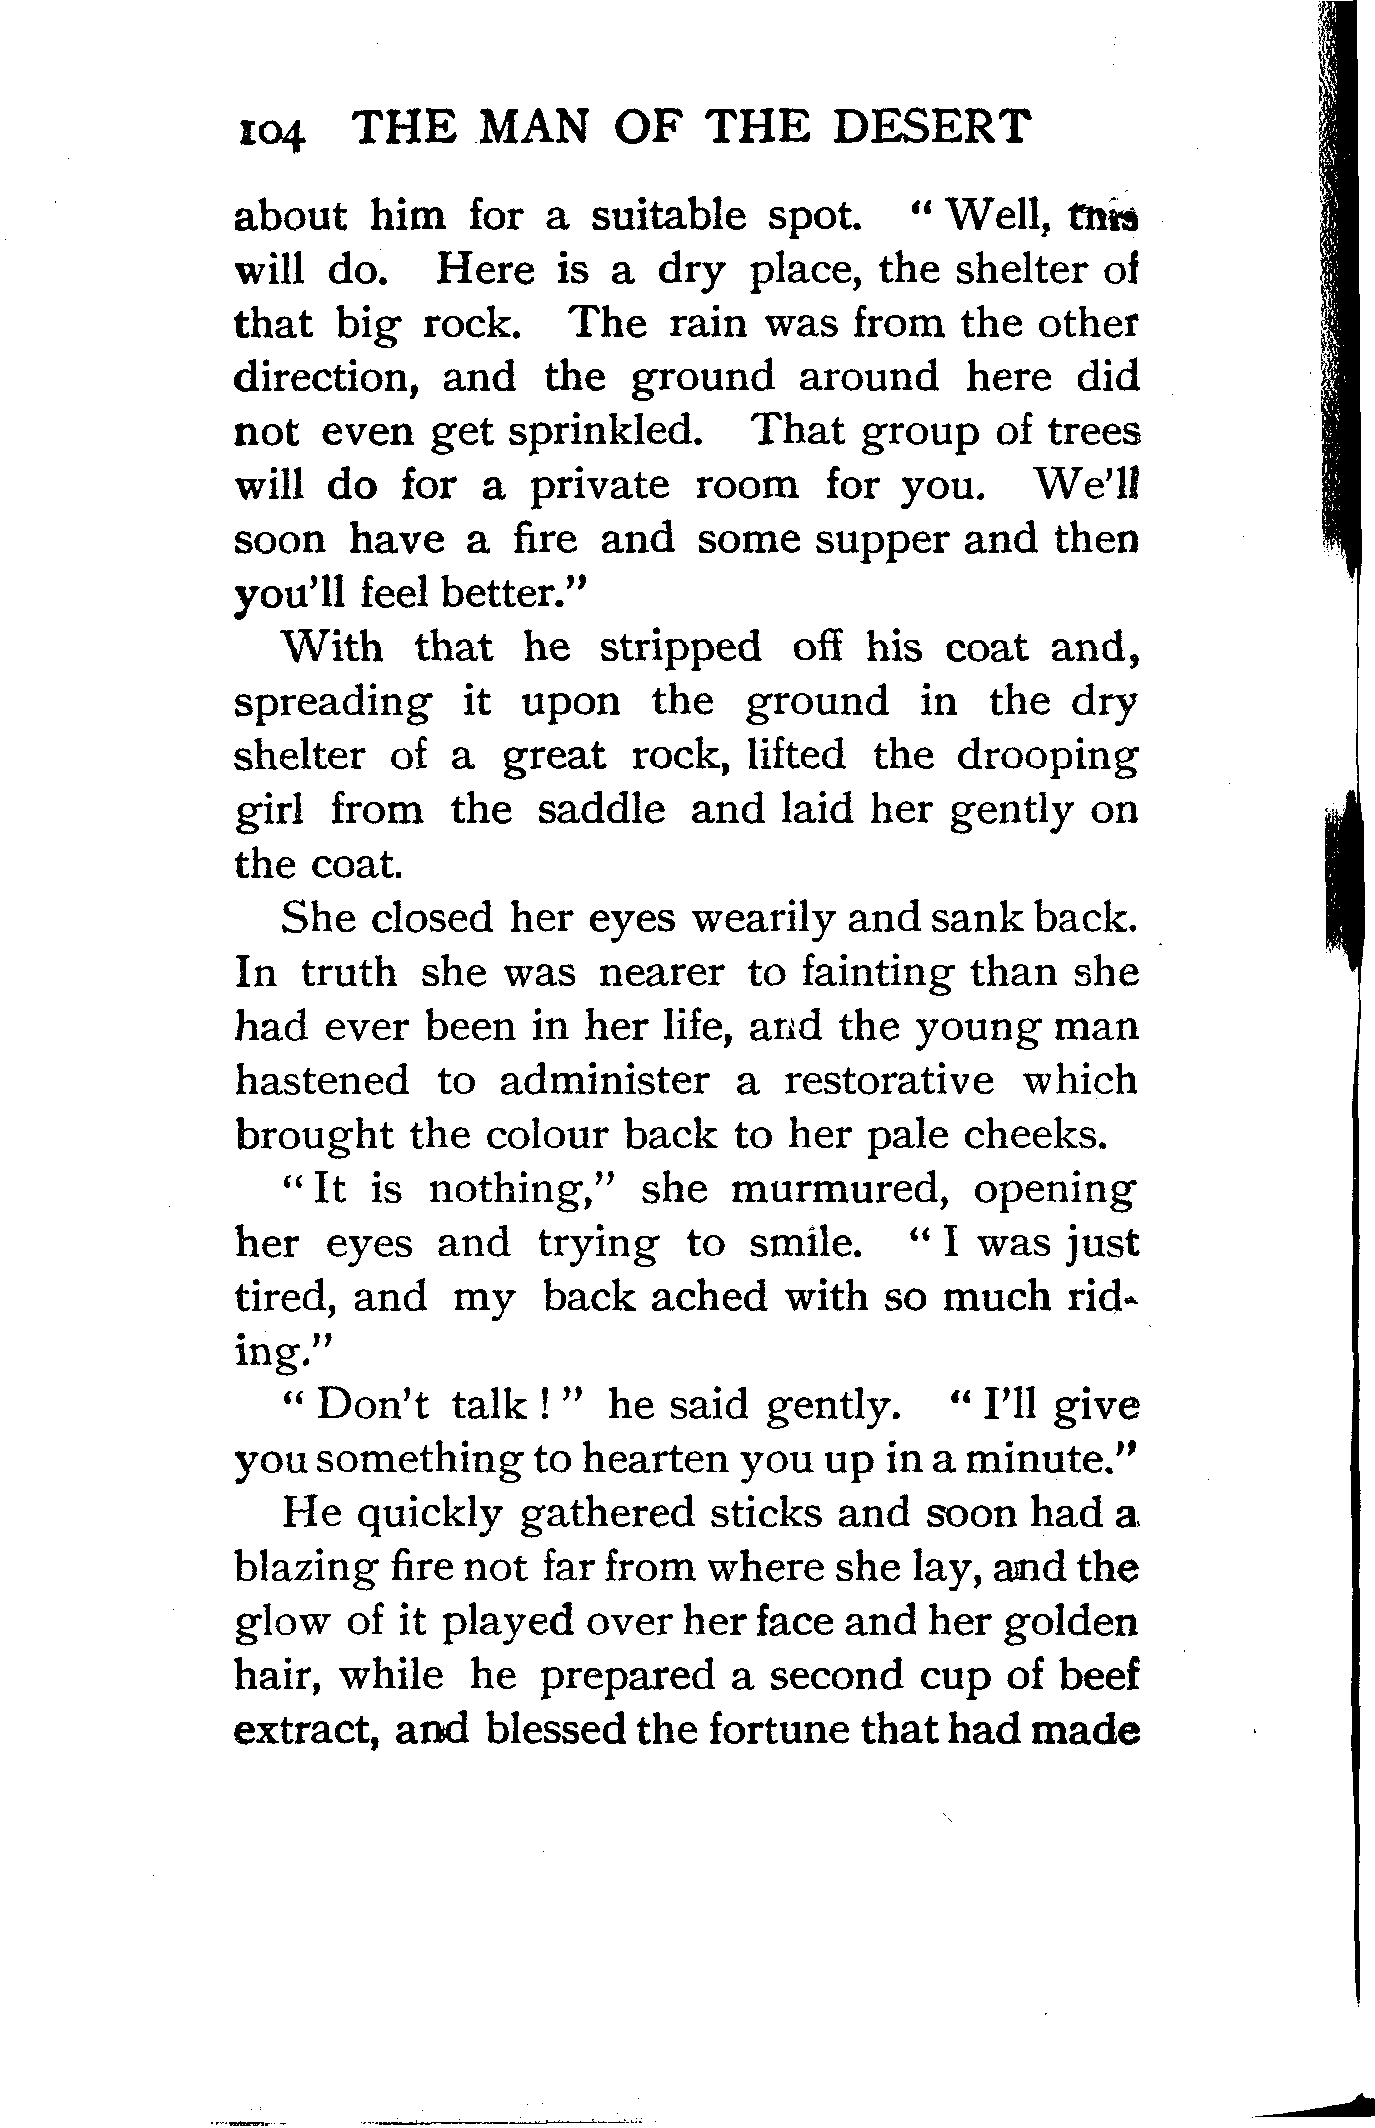 104 THE MAN OF THE DESERT
about him for a suitable spot. “ Well, this
will do. Here is a dry place, the shelter of
that big rock. The rain was from the other
direction, and the ground around here did
not even get sprinkled. That group of trees
will do for a private room for you. We'll
soon have a fire and some supper and then
you'll feel better.”
With that he stripped off his coat and,
spreading it upon the ground in the dry
shelter of a great rock, lifted the drooping
girl from the saddle and laid her gently on
the coat.
She closed her eyes wearily and sank back.
In truth she was nearer to fainting than she
had ever been in her life, and the young man
hastened to administer a restorative which
brought the colour back to her pale cheeks.
“ It is nothing,” she murmured, opening
her eyes and trying to smile. “ I was just
tired, and my back ached with so much rid-
ing.”
“ Don't talk ! ” he said gently. “ I'll give
you something to hearten you up in a minute.”
He quickly gathered sticks and soon had a
blazing fire not far from where she lay, and the
glow of it played over her face and her golden
hair, while he prepared a second cup of beef
extract, and blessed the fortune that had made